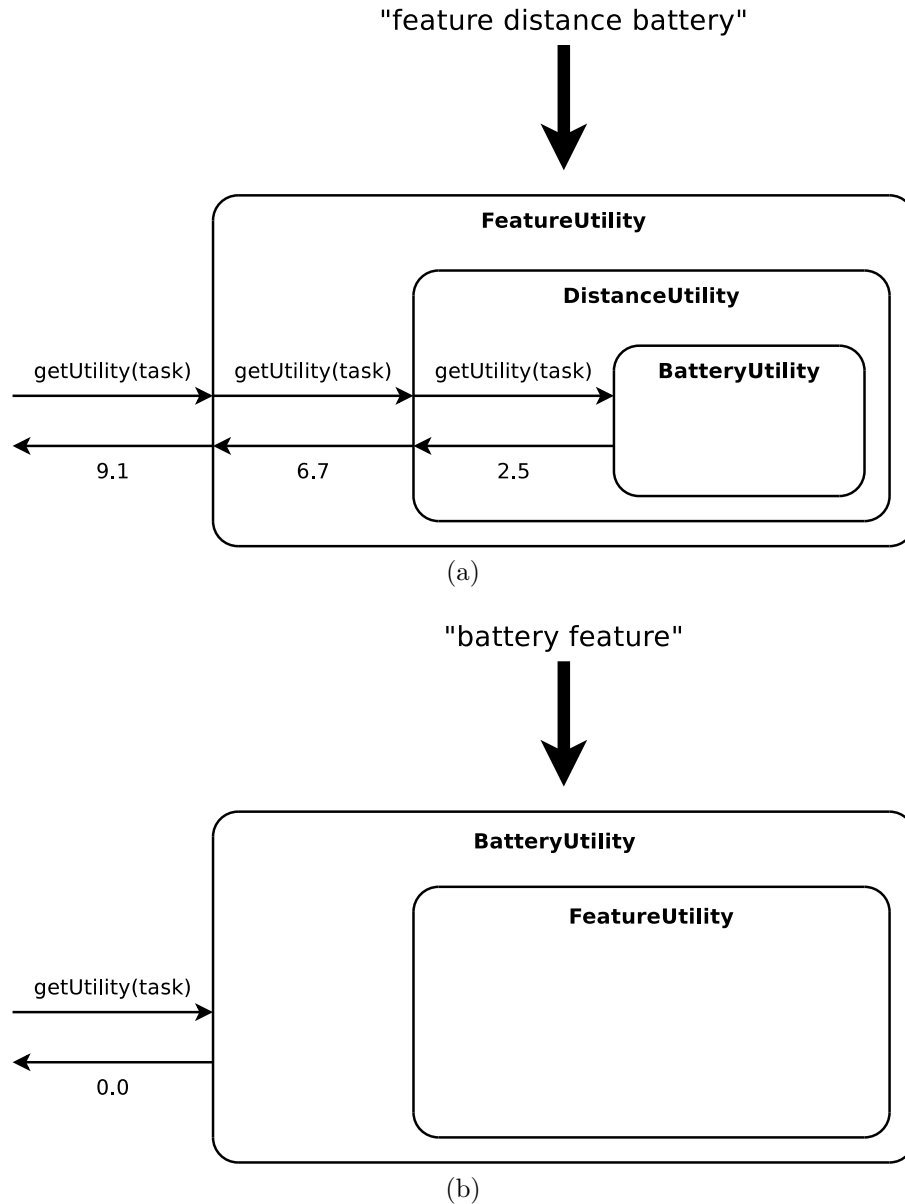 "feature distance battery"
FeatureUtility
DistanceUtility
getUtility(task) getUtility(task) getUtility(task) BatteryUtility
9.1 6.7 2.5
(a)
"battery feature"
BatteryUtility
FeatureUtility
getUtility(task)
0.0
(b)